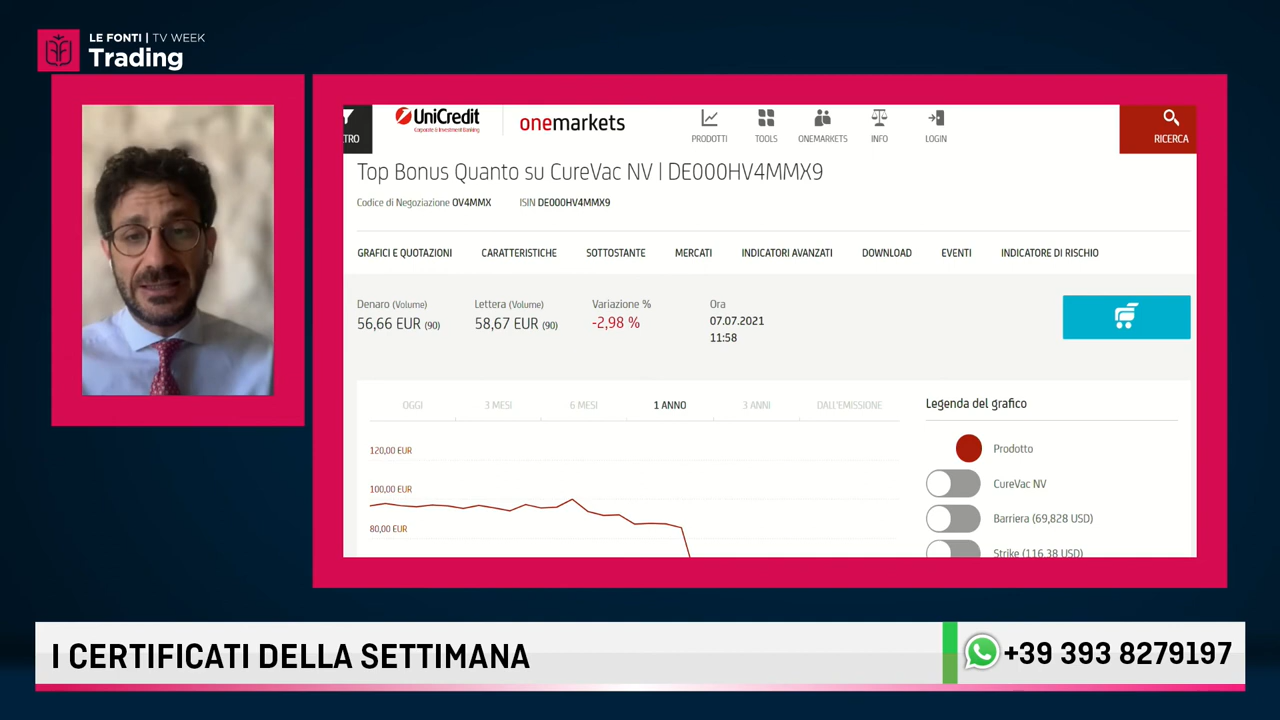 LE FONTI | TV WEEK
Trading
TRO
UniCredit
Corporate & Investment Banking
onemarkets
PRODOTTI
TOOLS
ONEMARKETS
INFO
LOGIN
RICERCA
Top Bonus Quanto su CureVac NV | DE000HV4MMX9
Codice di Negoziazione OV4MMX ISIN DE000HV4MMX9
GRAFICI E QUOTAZIONI CARATTERISTICHE SOTTOSTANTE MERCATI INDICATORI AVANZATI DOWNLOAD EVENTI INDICATORE DI RISCHIO
Denaro (Volume) Lettera (Volume) Variazione % Ora
56,66 EUR (90) 58,67 EUR (90) -2,98 % 07.07.2021
11:58
OGGI 3 MESI 6 MESI 1 ANNO 3 ANNI DALL'EMISSIONE
Legenda del grafico
120,00 EUR
100,00 EUR
80,00 EUR
Prodotto
CureVac NV
Barriera (69,828 USD)
Strike (116,38 USD)
I CERTIFICATI DELLA SETTIMANA
+39 393 8279197